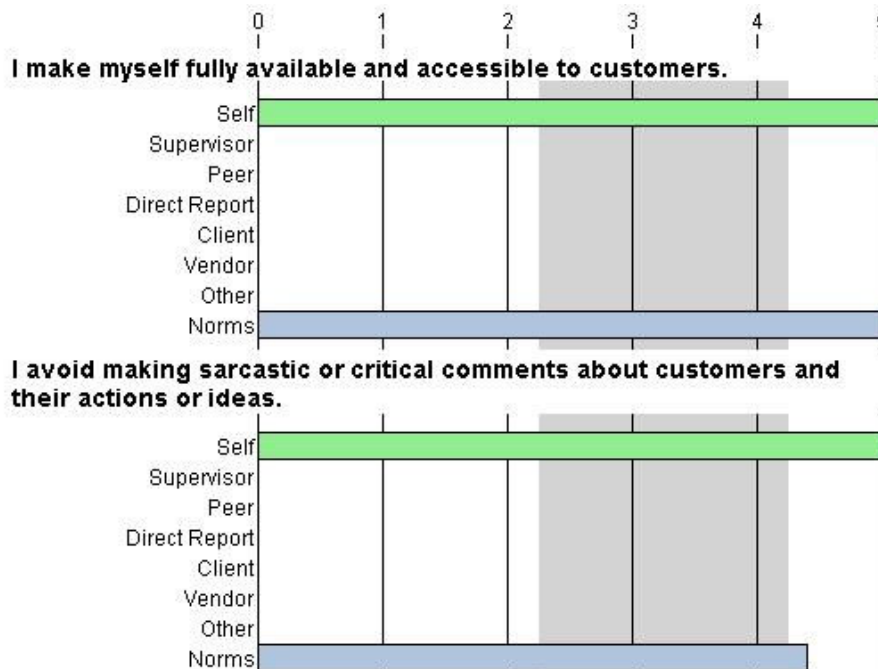 0 1 2 3 4
I make myself fully available and accessible to customers.
Self
Supervisor
Peer
Direct Report
Client
Vendor
Other
Norms
I avoid making sarcastic or critical comments about customers and
their actions or ideas.
Self
Supervisor
Peer
Direct Report
Client
Vendor
Other
Norms